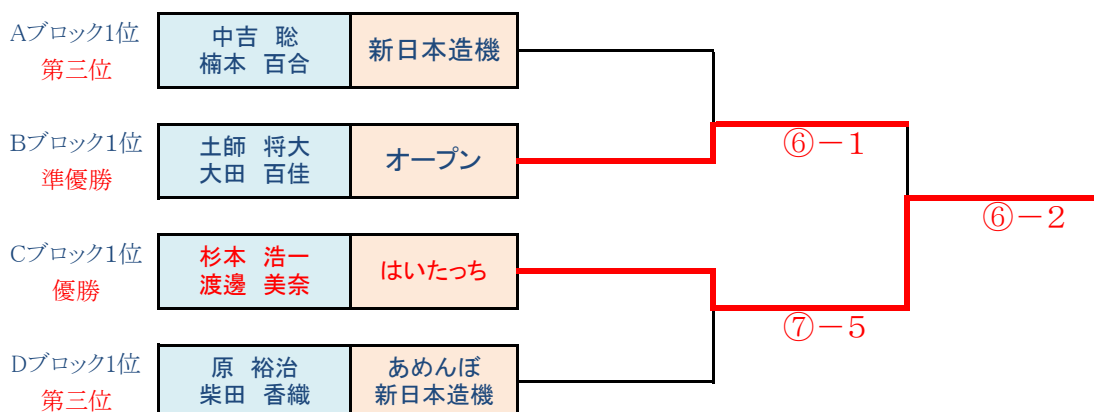 Aブロック1位
第三位
中吉 聡
楠本 百合
新日本造機
Bブロック1位
準優勝
土師 将大
大田 百佳
オープン
⑥－1
Cブロック1位
優勝
杉本 浩一
渡邊 美奈
はいたっち
⑥－2
⑦－5
Dブロック1位
第三位
原 裕治
柴田 香織
あめんぼ
新日本造機